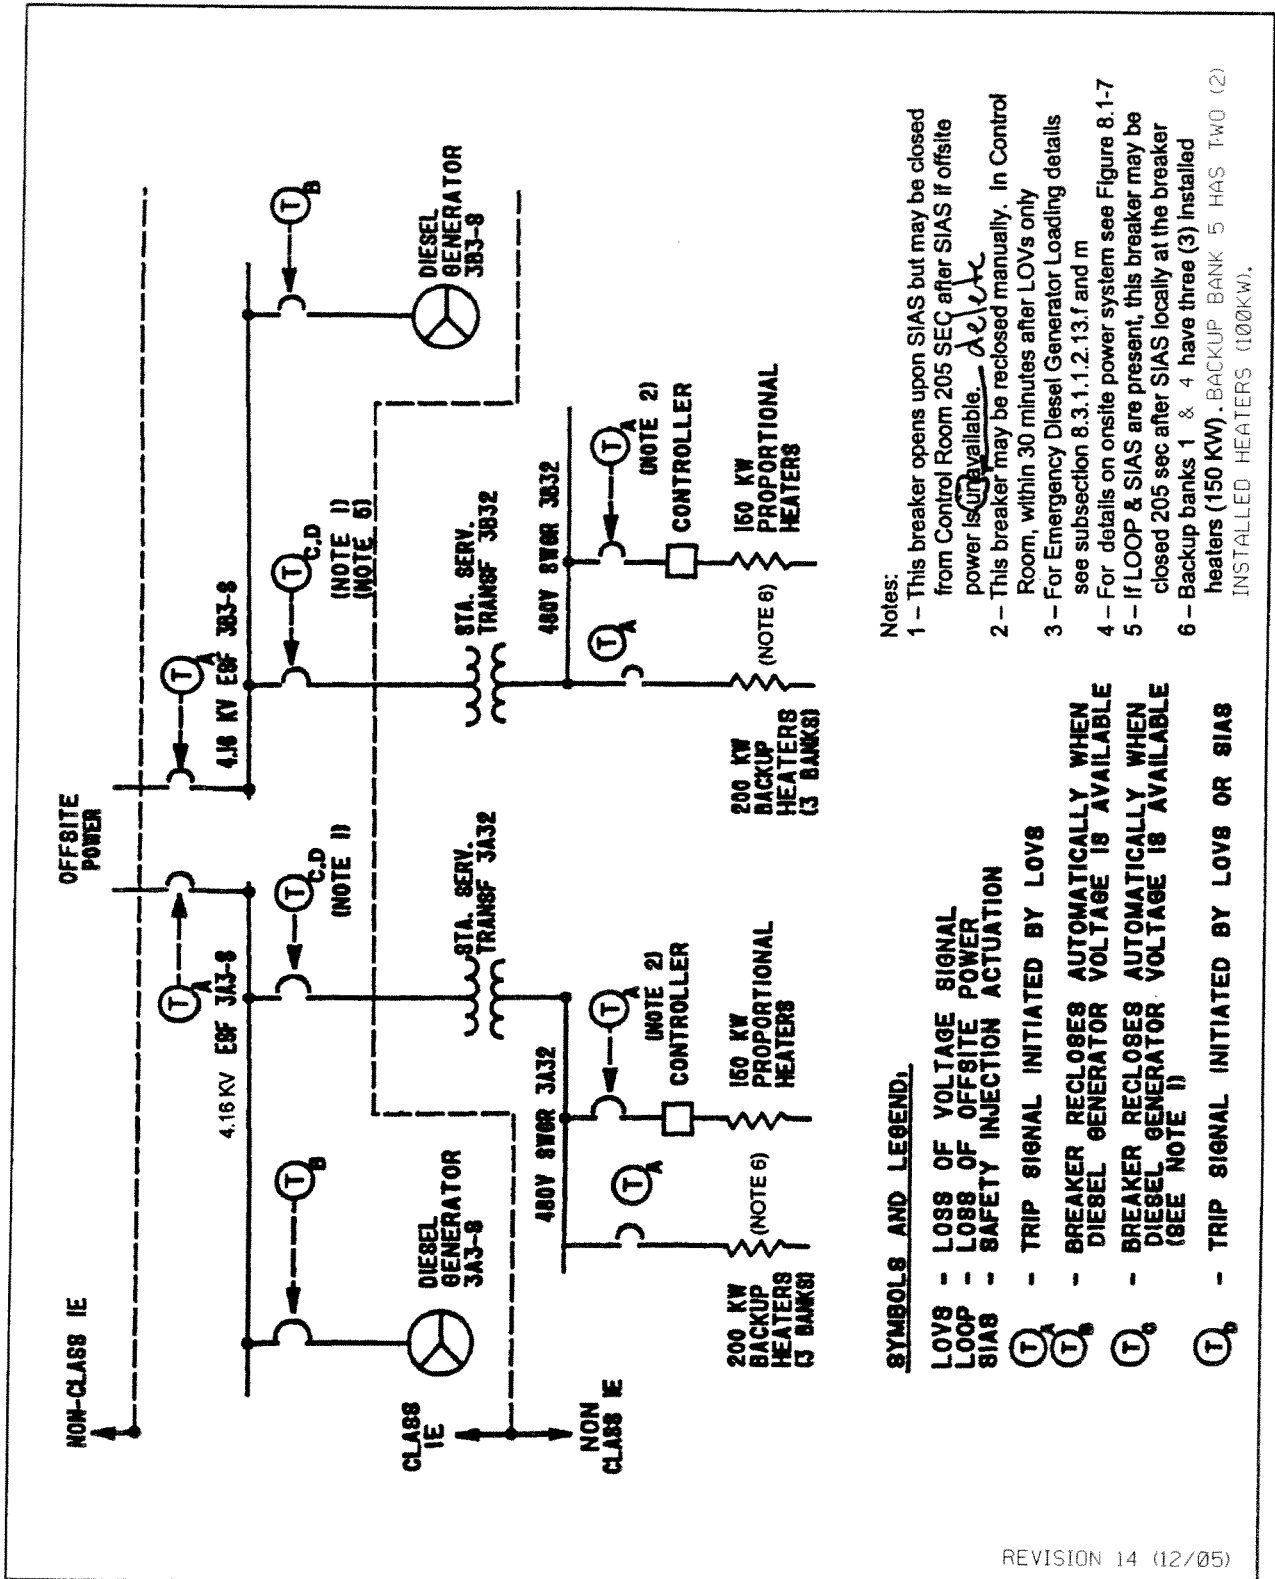 NON-CLASS IE
OFFSITE
POWER
4.16 KV ESF 3A3-S
4.16 KV ESF 3B3-S
T
A
T
A
T
B
T
C,D
(NOTE 1)
T
C,D
(NOTE 1)
(NOTE 5)
T
B
CLASS
IE
NON
CLASS IE
DIESEL
GENERATOR
3A3-S
STA. SERV.
TRANSF 3A32
STA. SERV.
TRANSF 3B32
DIESEL
GENERATOR
3B3-S
480V SWGR 3A32
480V SWGR 3B32
T
A
T
A
(NOTE 2)
T
A
T
A
(NOTE 2)
CONTROLLER
CONTROLLER
200 KW
BACKUP
HEATERS
(3 BANKS)
(NOTE 6)
150 KW
PROPORTIONAL
HEATERS
200 KW
BACKUP
HEATERS
(3 BANKS)
(NOTE 6)
150 KW
PROPORTIONAL
HEATERS
SYMBOLS AND LEGEND:
LOVS - LOSS OF VOLTAGE SIGNAL
LOOP - LOSS OF OFFSITE POWER
SIAS - SAFETY INJECTION ACTUATION
T A - TRIP SIGNAL INITIATED BY LOVS
T B - BREAKER RECLOSES AUTOMATICALLY WHEN
DIESEL GENERATOR VOLTAGE IS AVAILABLE
T C - BREAKER RECLOSES AUTOMATICALLY WHEN
DIESEL GENERATOR VOLTAGE IS AVAILABLE
(SEE NOTE 1)
T D - TRIP SIGNAL INITIATED BY LOVS OR SIAS
Notes:
1 – This breaker opens upon SIAS but may be closed
from Control Room 205 SEC after SIAS if offsite
power is unavailable. delete
2 – This breaker may be reclosed manually. In Control
Room, within 30 minutes after LOVs only
3 – For Emergency Diesel Generator Loading details
see subsection 8.3.1.1.2.13.f and m
4 – For details on onsite power system see Figure 8.1-7
5 – If LOOP & SIAS are present, this breaker may be
closed 205 sec after SIAS locally at the breaker
6 – Backup banks 1 & 4 have three (3) installed
heaters (150 KW). BACKUP BANK 5 HAS TWO (2)
INSTALLED HEATERS (100KW).
REVISION 14 (12/05)